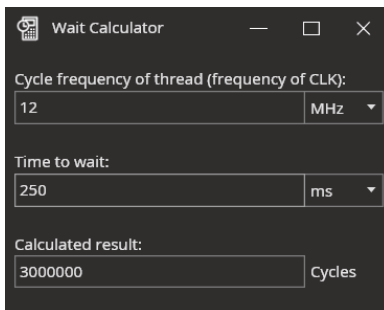 Wait Calculator
Cycle frequency of thread (frequency of CLK):
12 MHz
Time to wait:
250 ms
Calculated result:
3000000 Cycles